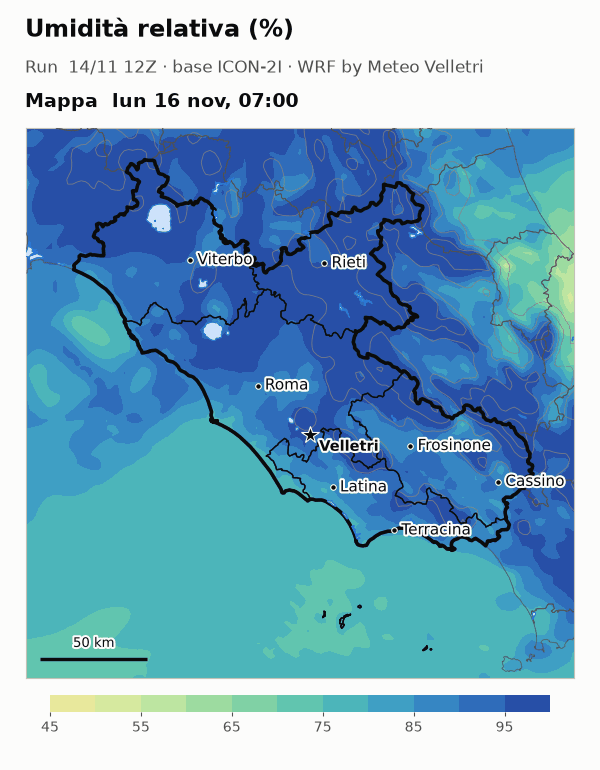 Umidità relativa (%)
Run  14/11 12Z · base ICON-2I · WRF by Meteo Velletri
Mappa  lun 16 nov, 07:00
Viterbo
Rieti
Roma
Velletri
Frosinone
Cassino
Latina
Terracina
50 km
45 55 65 75 85 95